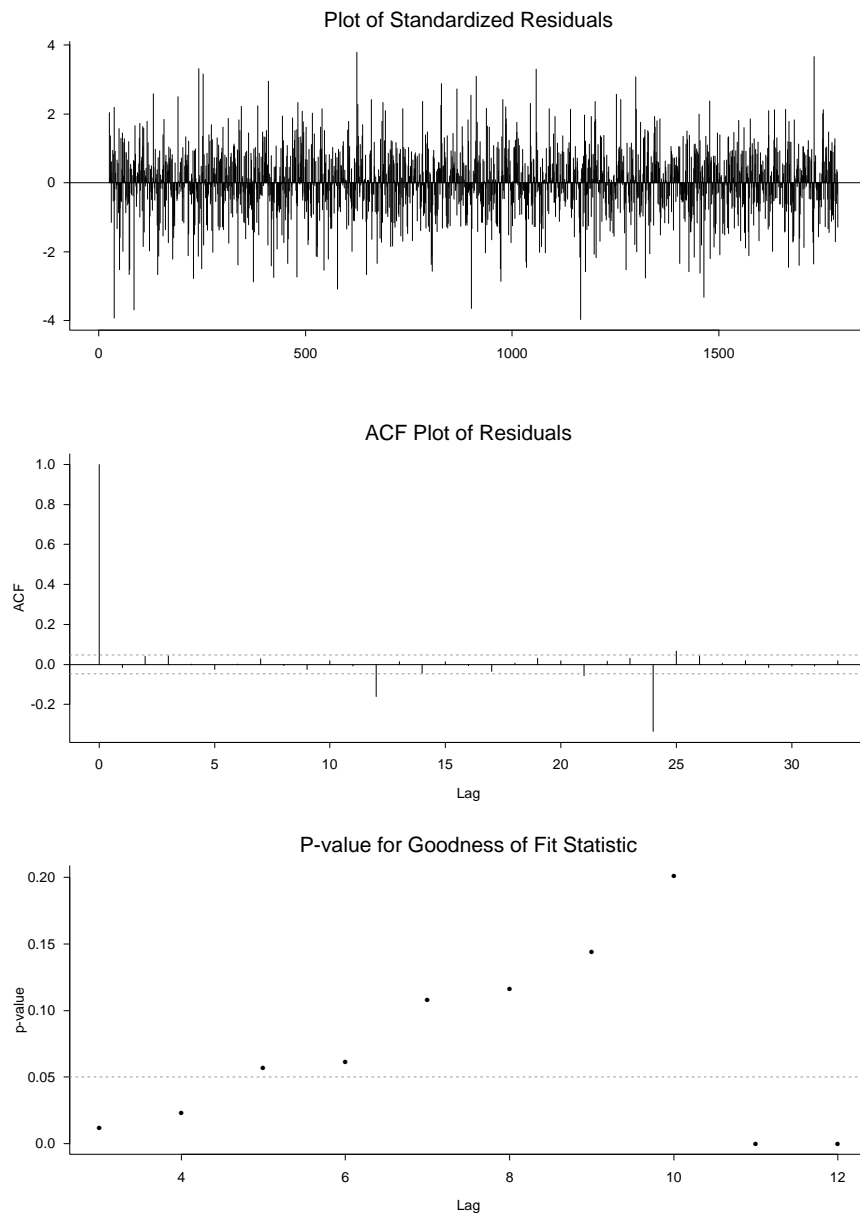 Plot of Standardized Residuals
4
2
0
-2
-4
0 500 1000 1500
ACF Plot of Residuals
1.0
0.8
0.6
0.4
0.2
0.0
-0.2
ACF
0 5 10 15 20 25 30
Lag
P-value for Goodness of Fit Statistic
0.20
0.15
0.10
0.05
0.0
p-value
4 6 8 10 12
Lag